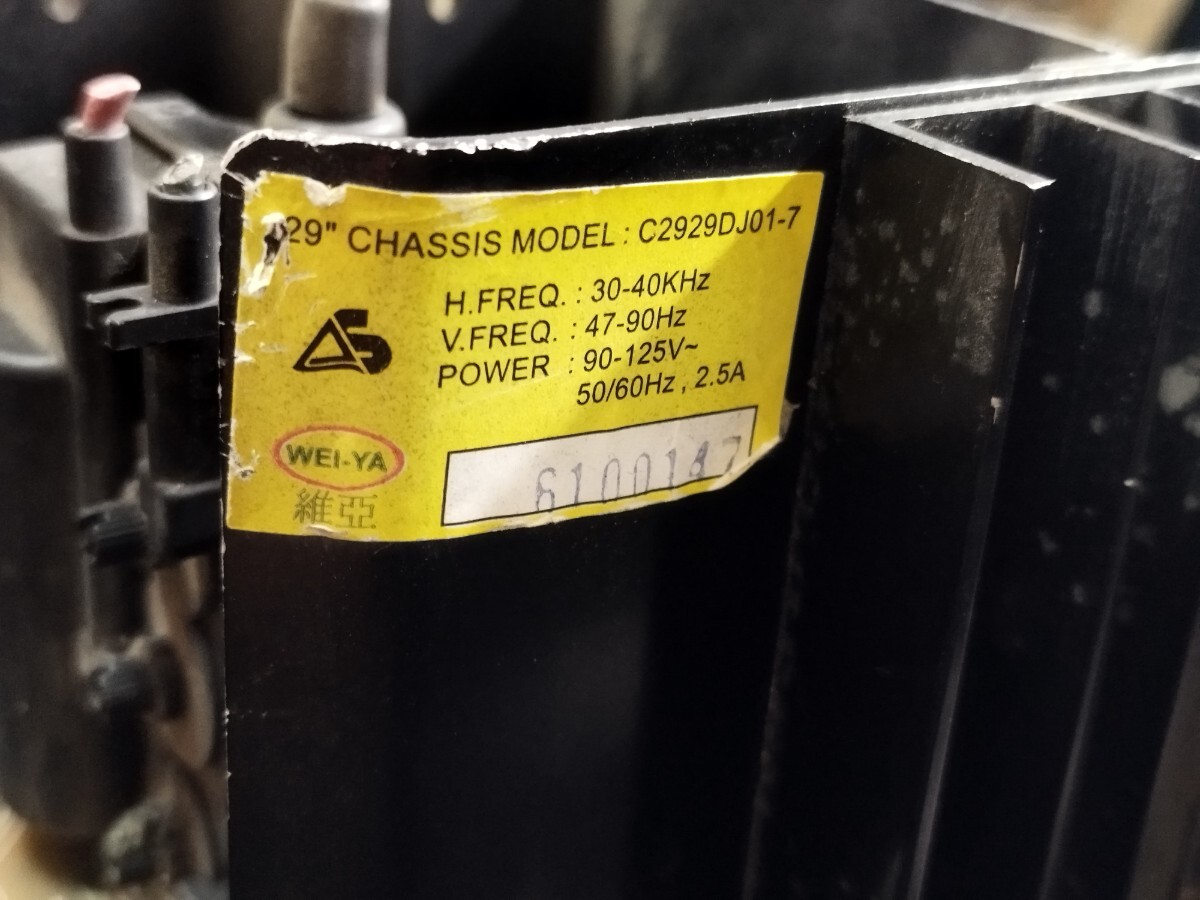 29" CHASSIS MODEL : C2929DJ01-7
H.FREQ. : 30-40KHz
V.FREQ. : 47-90Hz
POWER : 90-125V~
50/60Hz , 2.5A
WEI-YA
維亞
6100147